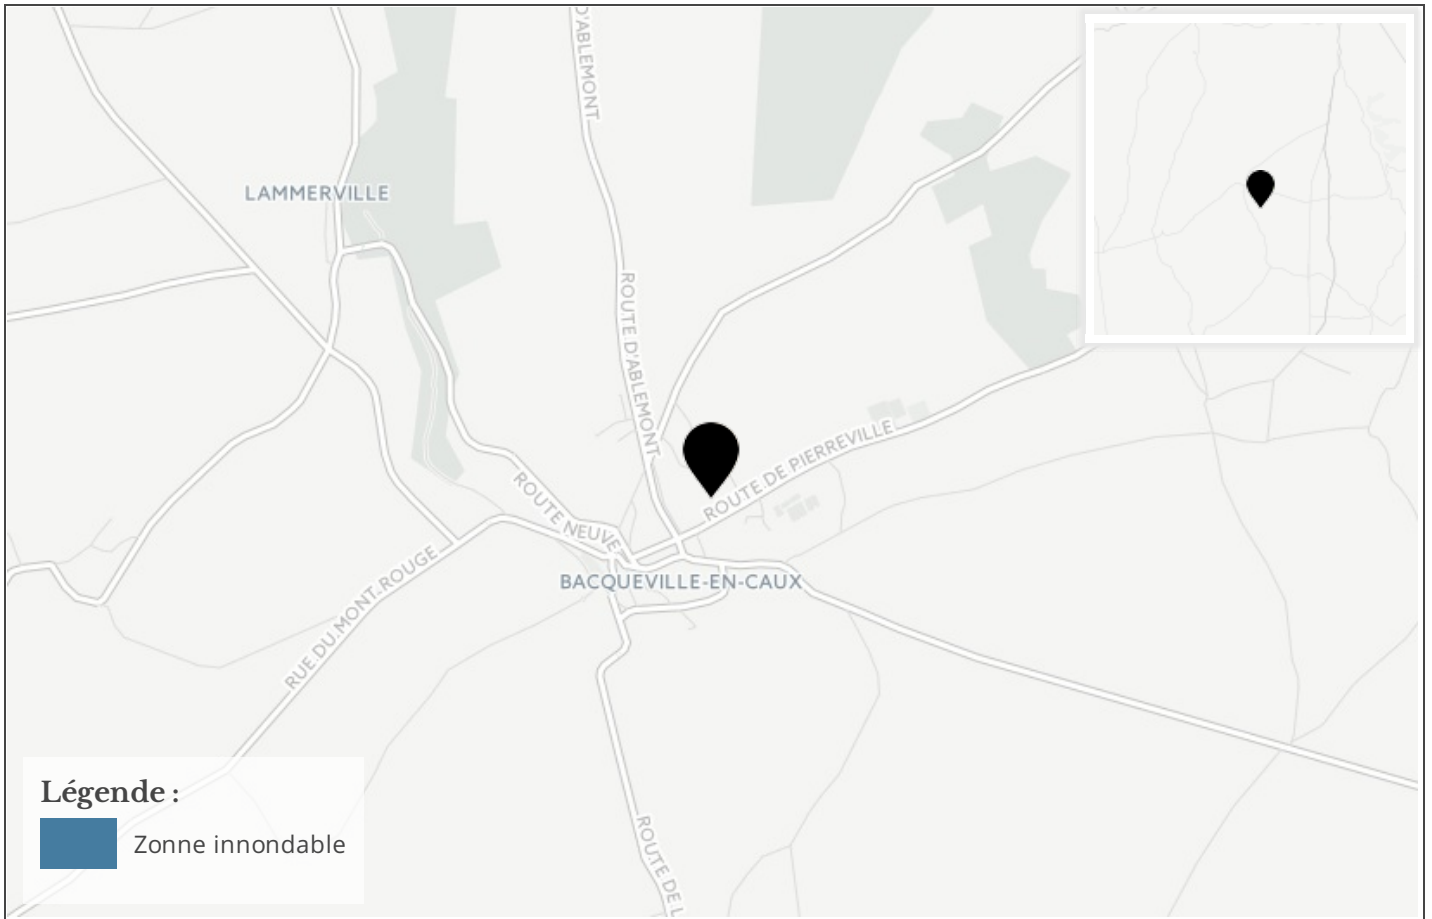 D'ABLEMONT
LAMMERVILLE
ROUTE D'ABLEMONT
ROUTE DE PIERREVILLE
ROUTE NEUVE
BACQUEVILLE-EN-CAUX
RUE DU MONT ROUGE
ROUTE DE L
Légende :
Zonne innondable